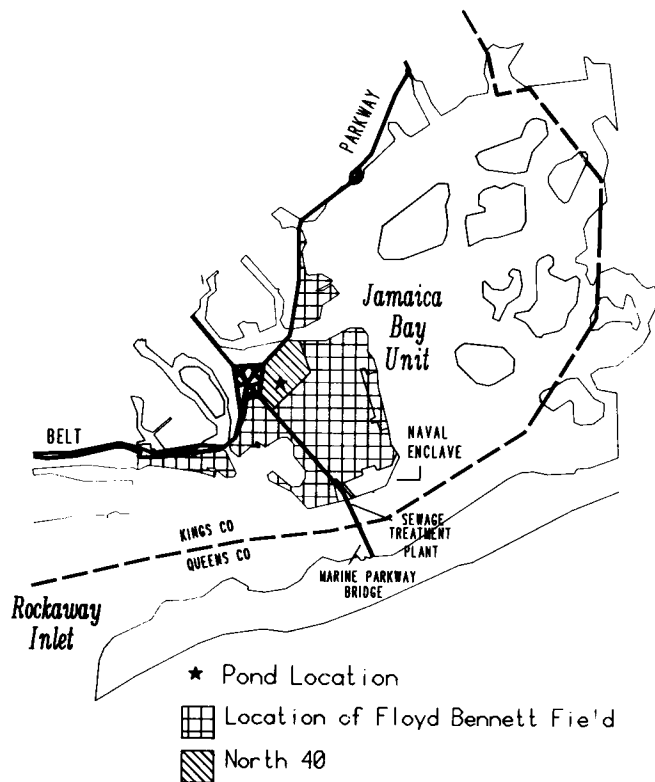 PARKWAY
Jamaica
Bay
Unit
BELT
NAVAL
ENCLAVE
KINGS CO
QUEENS CO
SEWAGE
TREATMENT
PLANT
MARINE PARKWAY
BRIDGE
Rockaway
Inlet
★ Pond Location
Location of Floyd Bennett Fie'd
North 40